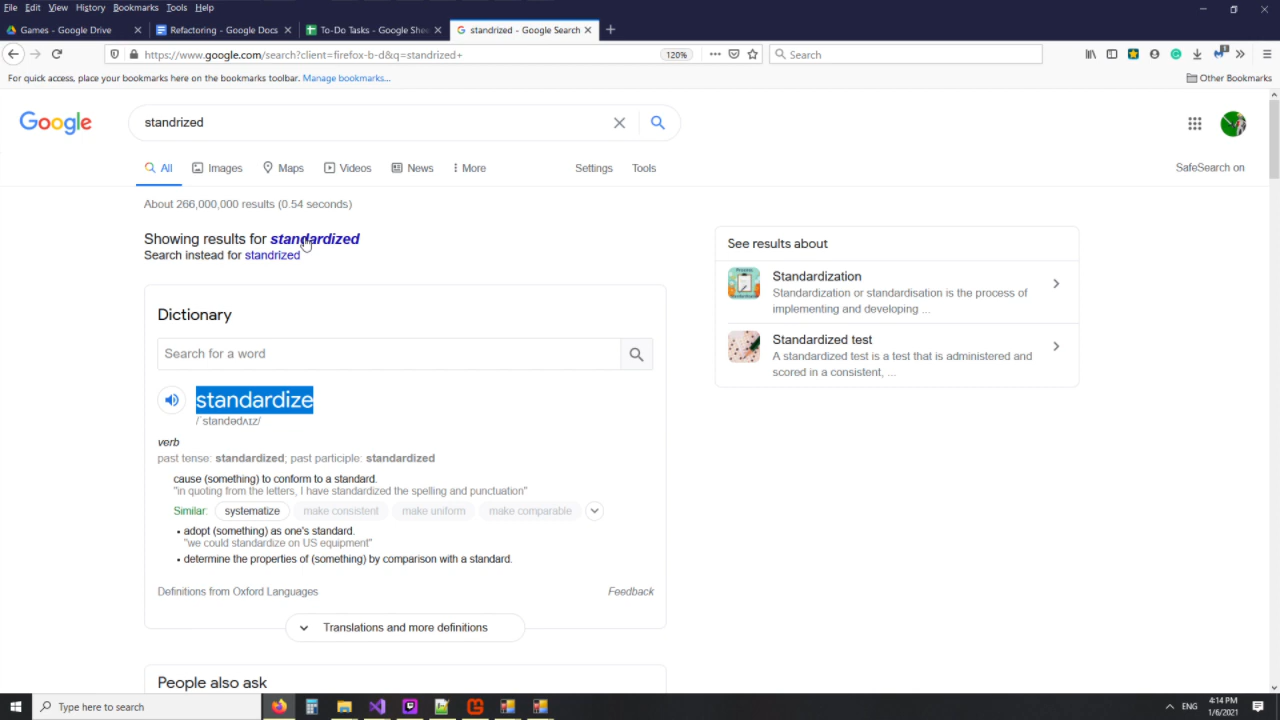 File Edit View History Bookmarks Tools Help
Games - Google Drive
Refactoring - Google Docs
To-Do Tasks - Google Shee
standrized - Google Search
https://www.google.com/search?client=firefox-b-d&q=standrized+
120%
Search
1
For quick access, place your bookmarks here on the bookmarks toolbar. Manage bookmarks...
Other Bookmarks
Google
standrized
All Images Maps Videos News More Settings Tools
SafeSearch on
About 266,000,000 results (0.54 seconds)
Showing results for standardized
Search instead for standrized
Dictionary
Search for a word
standardize
/ˈstandədʌɪz/
verb
past tense: standardized; past participle: standardized
cause (something) to conform to a standard.
"in quoting from the letters, I have standardized the spelling and punctuation"
Similar: systematize make consistent make uniform make comparable
• adopt (something) as one's standard.
"we could standardize on US equipment"
• determine the properties of (something) by comparison with a standard.
Definitions from Oxford Languages
Feedback
Translations and more definitions
People also ask
See results about
Standardization
Standardization or standardisation is the process of
implementing and developing ...
Standardized test
A standardized test is a test that is administered and
scored in a consistent, ...
Type here to search
ENG
4:14 PM
1/6/2021